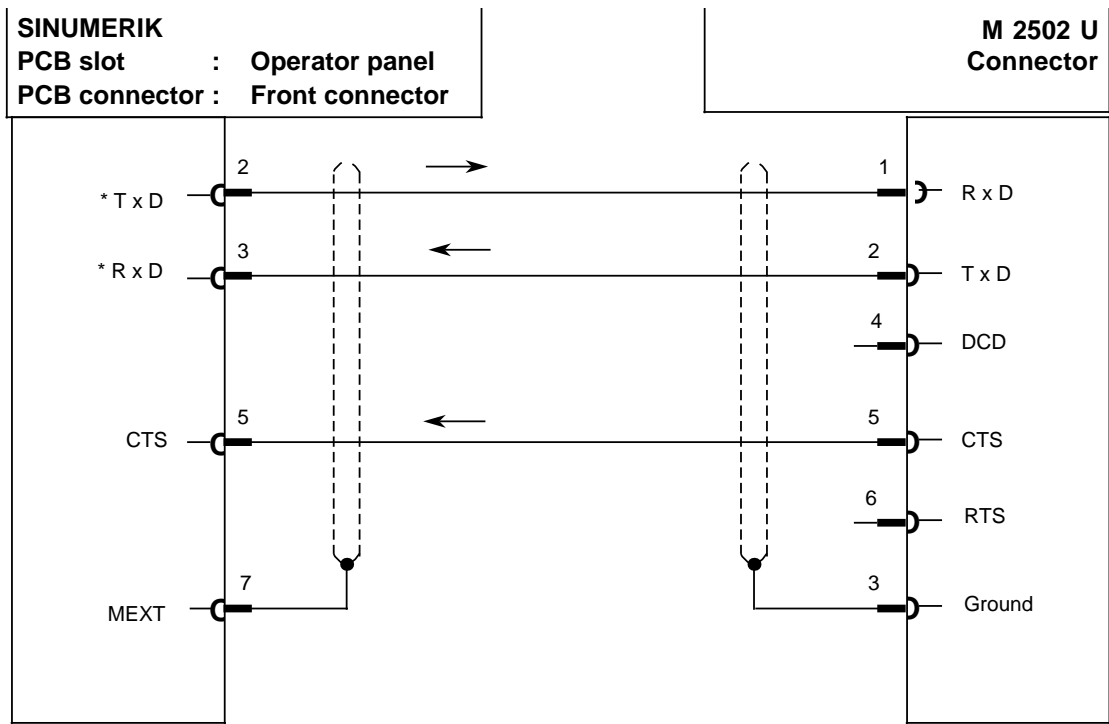 SINUMERIK
PCB slot : Operator panel
PCB connector : Front connector
M 2502 U
Connector
* T x D 2 1 R x D
* R x D 3 2 T x D
4 DCD
CTS 5 5 CTS
6 RTS
MEXT 7 3 Ground